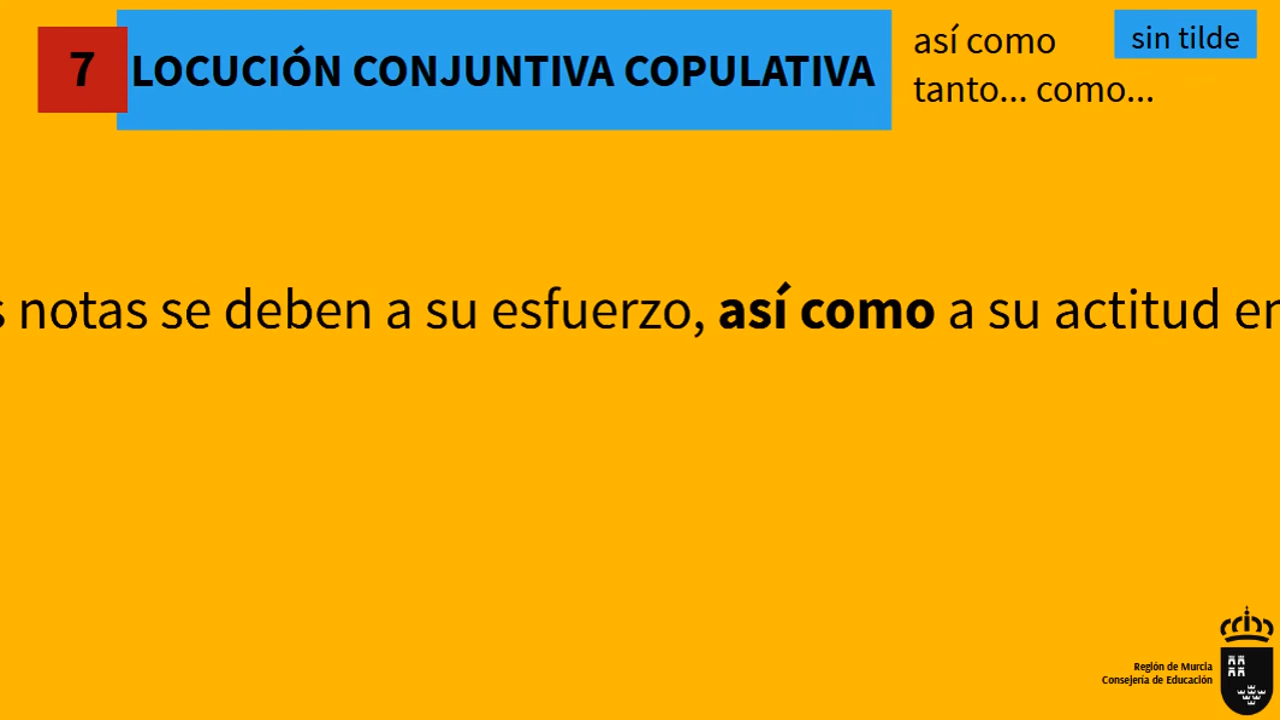 7 LOCUCIÓN CONJUNTIVA COPULATIVA
así como
sin tilde
tanto... como...
notas se deben a su esfuerzo, así como a su actitud
Región de Murcia
Consejería de Educación